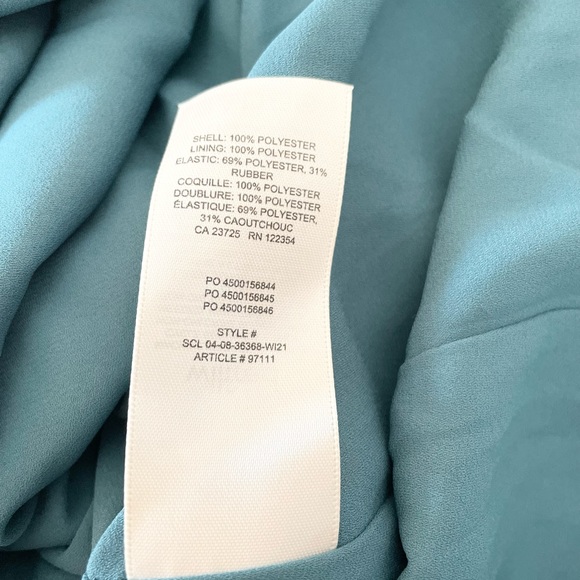 SHELL: 100% POLYESTER
LINING: 100% POLYESTER
ELASTIC: 69% POLYESTER, 31%
RUBBER
COQUILLE: 100% POLYESTER
DOUBLURE: 100% POLYESTER
ÉLASTIQUE: 69% POLYESTER,
31% CAOUTCHOUC
CA 23725 RN 122354
PO 4500156844
PO 4500156845
PO 4500156846
STYLE #
SCL 04-08-36368-WI21
ARTICLE # 97111